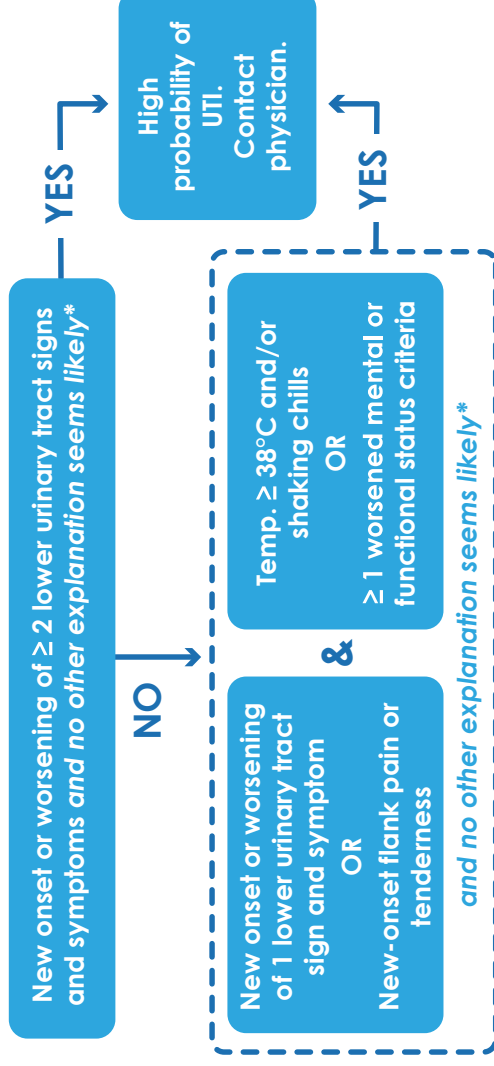 New onset or worsening of ≥ 2 lower urinary tract signs
and symptoms and no other explanation seems likely*
YES
High
probability of
UTI.
Contact
physician.
NO
New onset or worsening
of 1 lower urinary tract
sign and symptom
OR
New-onset flank pain or
tenderness
&
Temp. ≥ 38°C and/or
shaking chills
OR
≥ 1 worsened mental or
functional status criteria
and no other explanation seems likely*
YES